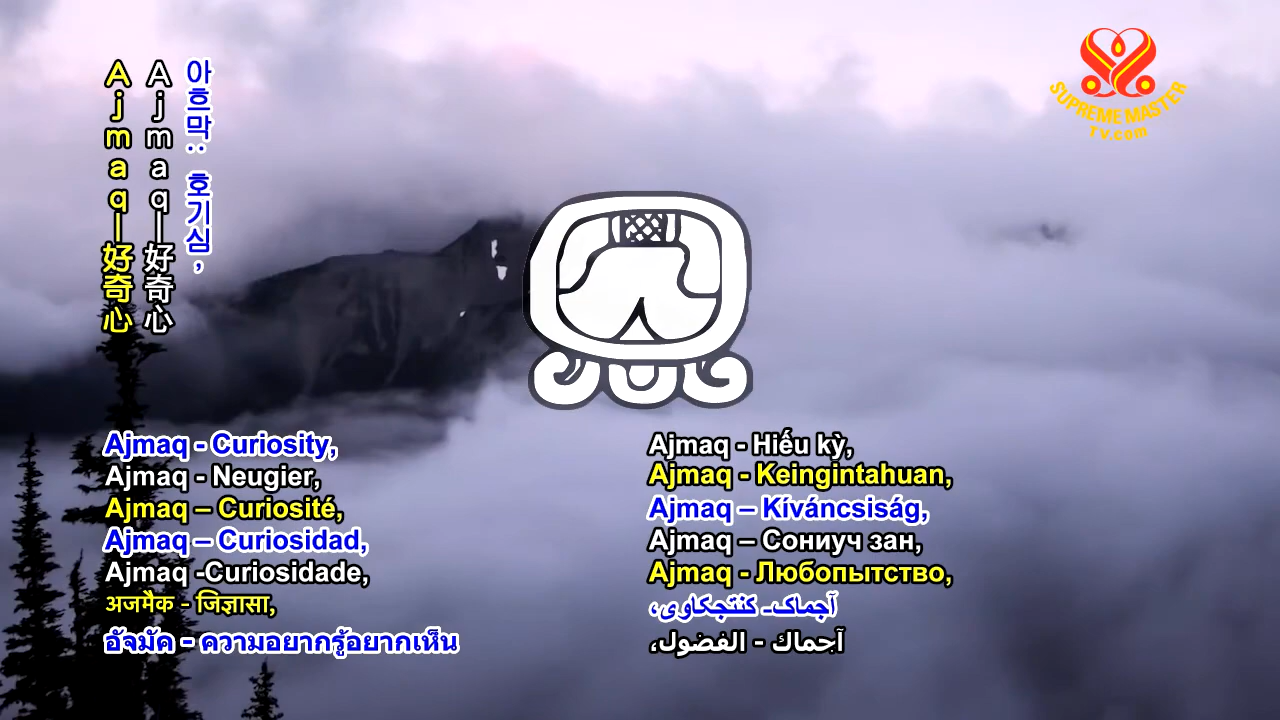 Ajmaq—好奇心
Ajmaq—好奇心
아흐막: 호기심,
SUPREME MASTER
TV.com
Ajmaq - Curiosity,
Ajmaq - Neugier,
Ajmaq – Curiosité,
Ajmaq – Curiosidad,
Ajmaq -Curiosidade,
अजमैक - जिज्ञासा,
อัจมัค - ความอยากรู้อยากเห็น
Ajmaq - Hiếu kỳ,
Ajmaq - Keingintahuan,
Ajmaq – Kíváncsiság,
Ajmaq – Сониуч зан,
Ajmaq - Любопытство,
آجماک- کنتجکاوی،
آجماك - الفضول،